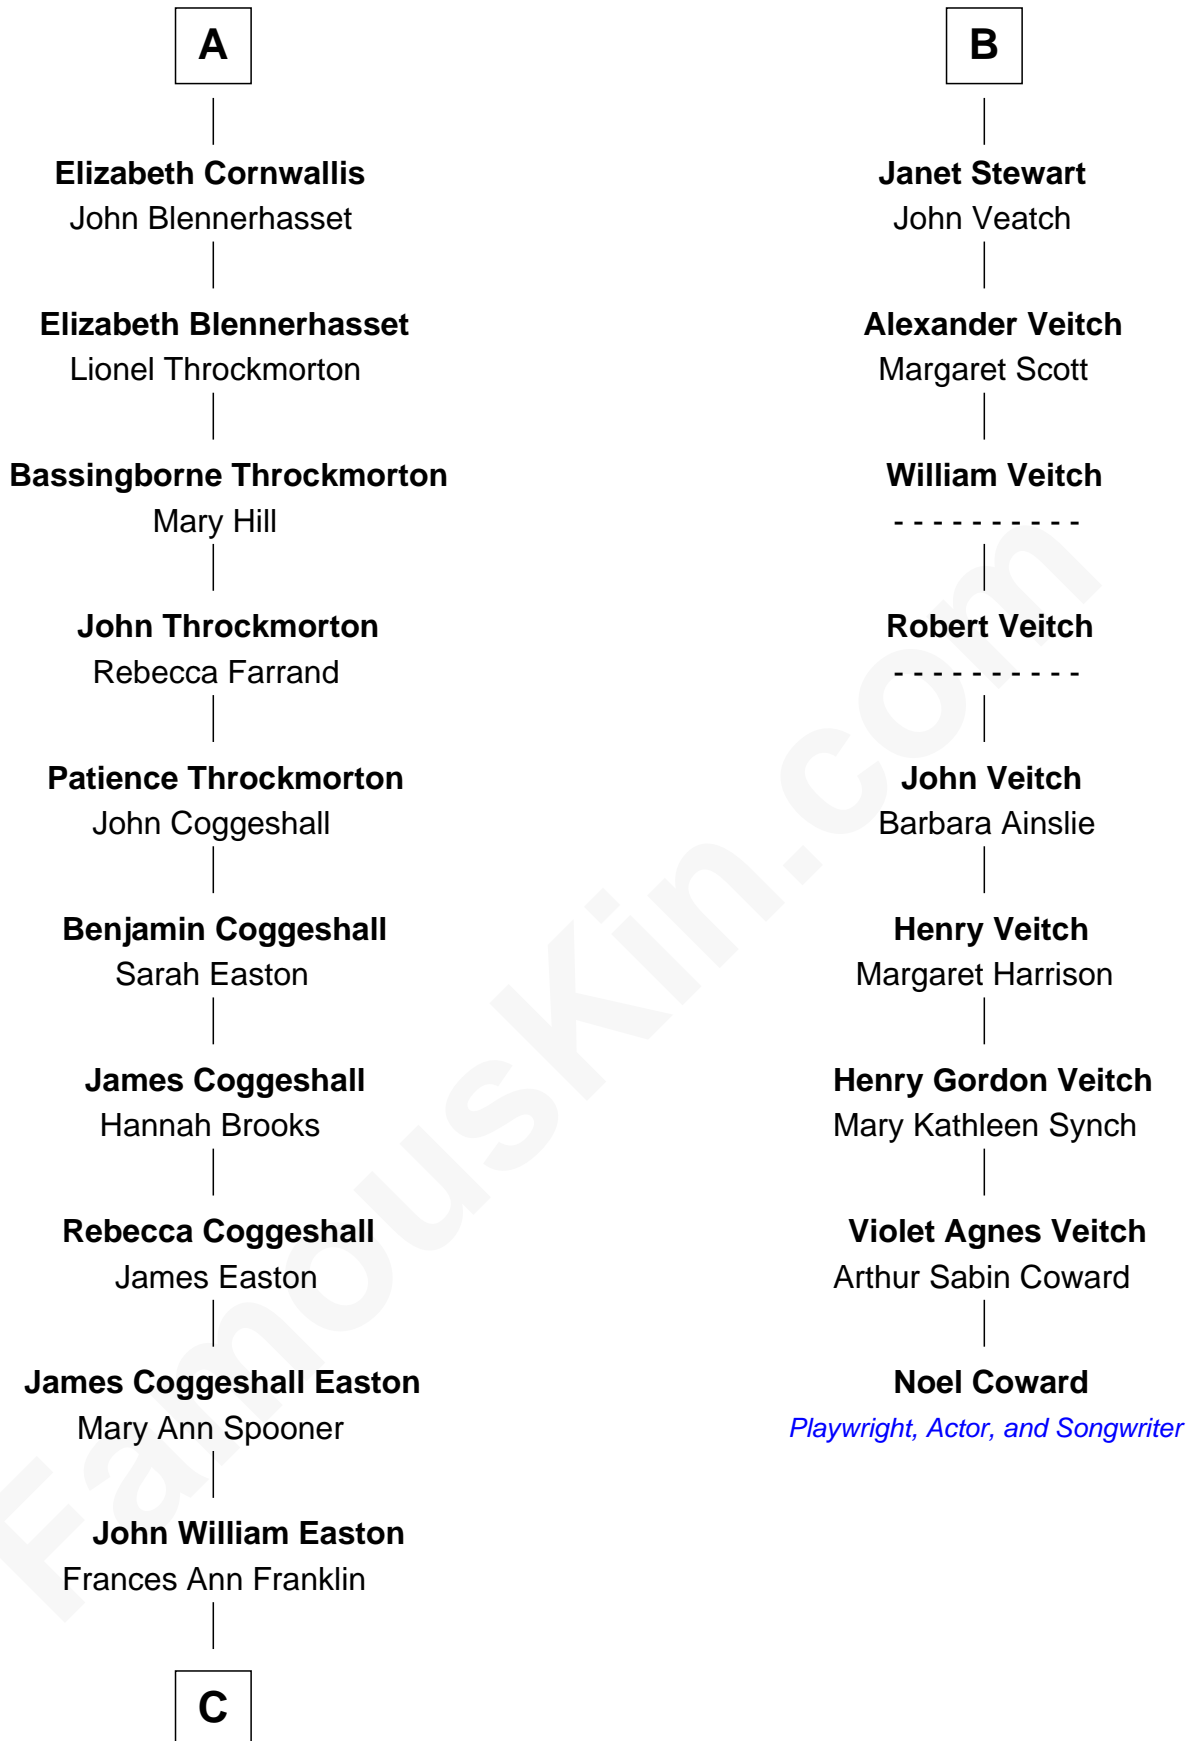 A
Elizabeth Cornwallis
John Blennerhasset
Elizabeth Blennerhasset
Lionel Throckmorton
Bassingborne Throckmorton
Mary Hill
John Throckmorton
Rebecca Farrand
Patience Throckmorton
John Coggeshall
Benjamin Coggeshall
Sarah Easton
James Coggeshall
Hannah Brooks
Rebecca Coggeshall
James Easton
James Coggeshall Easton
Mary Ann Spooner
John William Easton
Frances Ann Franklin
C
B
Janet Stewart
John Veatch
Alexander Veitch
Margaret Scott
William Veitch
- - - - - - - - - -
Robert Veitch
- - - - - - - - - -
John Veitch
Barbara Ainslie
Henry Veitch
Margaret Harrison
Henry Gordon Veitch
Mary Kathleen Synch
Violet Agnes Veitch
Arthur Sabin Coward
Noel Coward
Playwright, Actor, and Songwriter
FamousKin.com